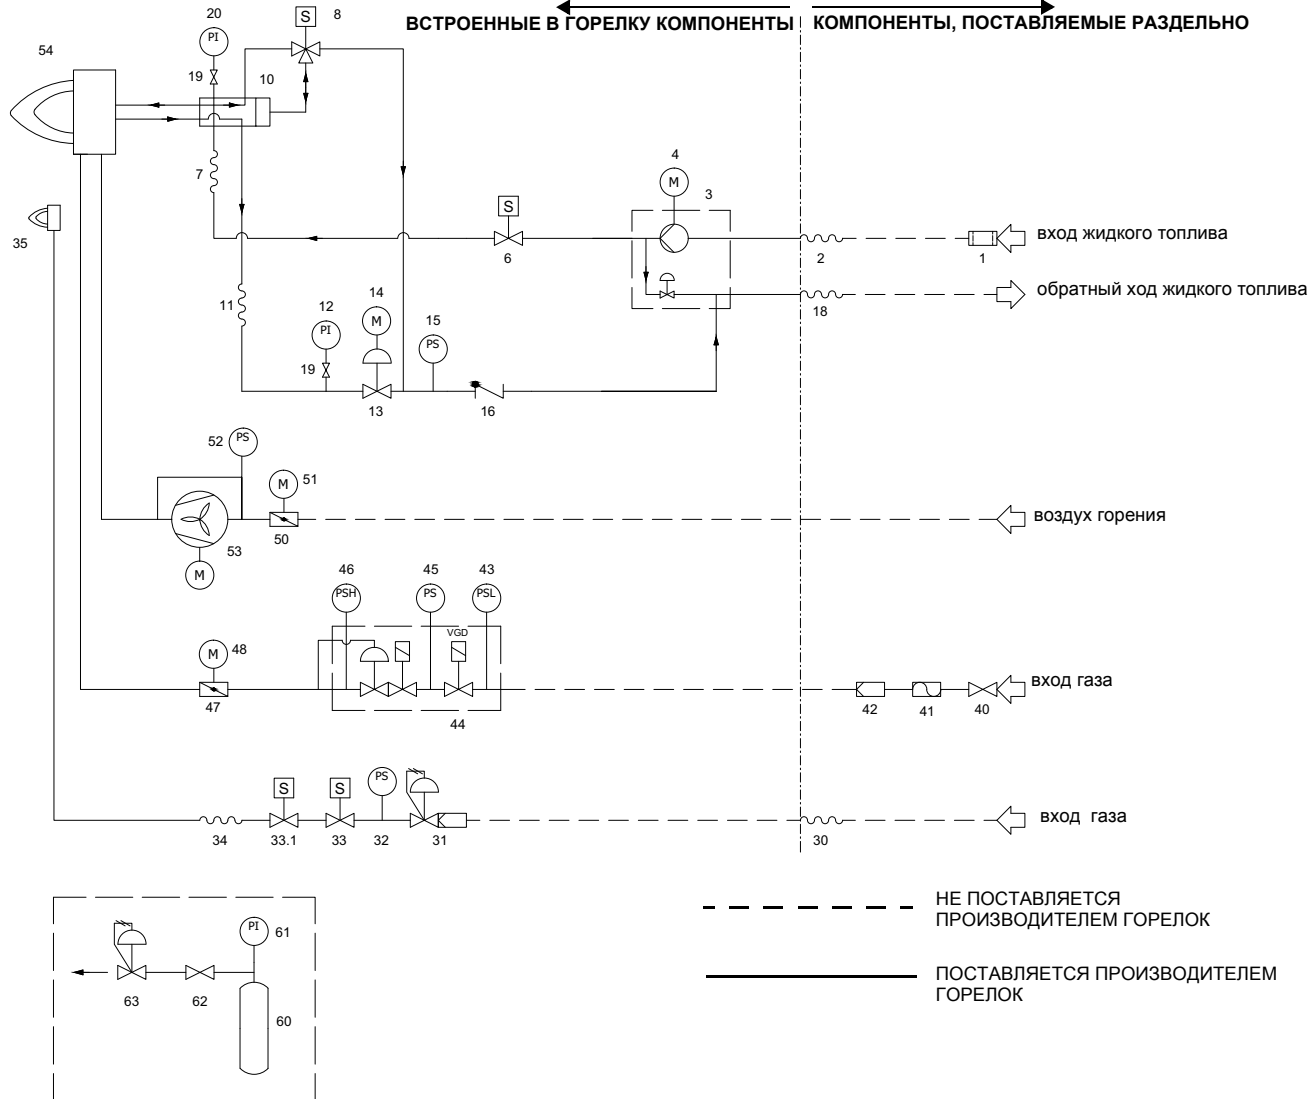 ВСТРОЕННЫЕ В ГОРЕЛКУ КОМПОНЕНТЫ
КОМПОНЕНТЫ, ПОСТАВЛЯЕМЫЕ РАЗДЕЛЬНО
20
S
8
PI
54
19
10
7
35
4
M
3
S
6
2
1
вход жидкого топлива
18
обратный ход жидкого топлива
11
12
PI
14
M
15
PS
19
13
16
52
PS
M
51
50
53
M
воздух горения
46
45
43
PSH
PS
PSL
VGD
M
48
47
44
42
41
40
вход газа
S
S
PS
34
33.1
33
32
31
30
вход газа
PI
61
63
62
60
НЕ ПОСТАВЛЯЕТСЯ
ПРОИЗВОДИТЕЛЕМ ГОРЕЛОК
ПОСТАВЛЯЕТСЯ ПРОИЗВОДИТЕЛЕМ
ГОРЕЛОК